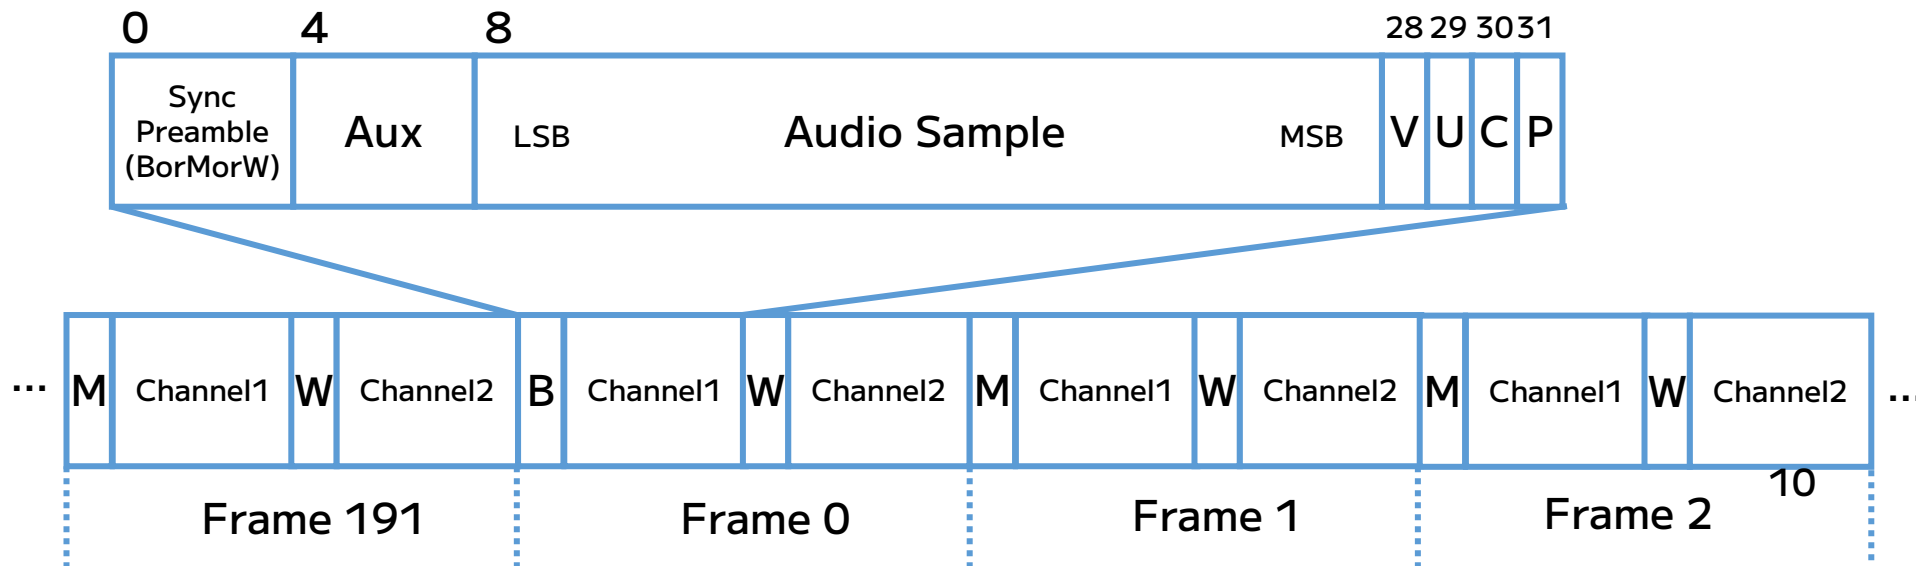 0 4 8 28 29 30 31
Sync
Preamble
(BorMorW)
Aux
LSB
Audio Sample
MSB
V U C P
... M Channel1 W Channel2 B Channel1 W Channel2 M Channel1 W Channel2 M Channel1 W Channel2 ...
10
Frame 191 Frame 0 Frame 1 Frame 2